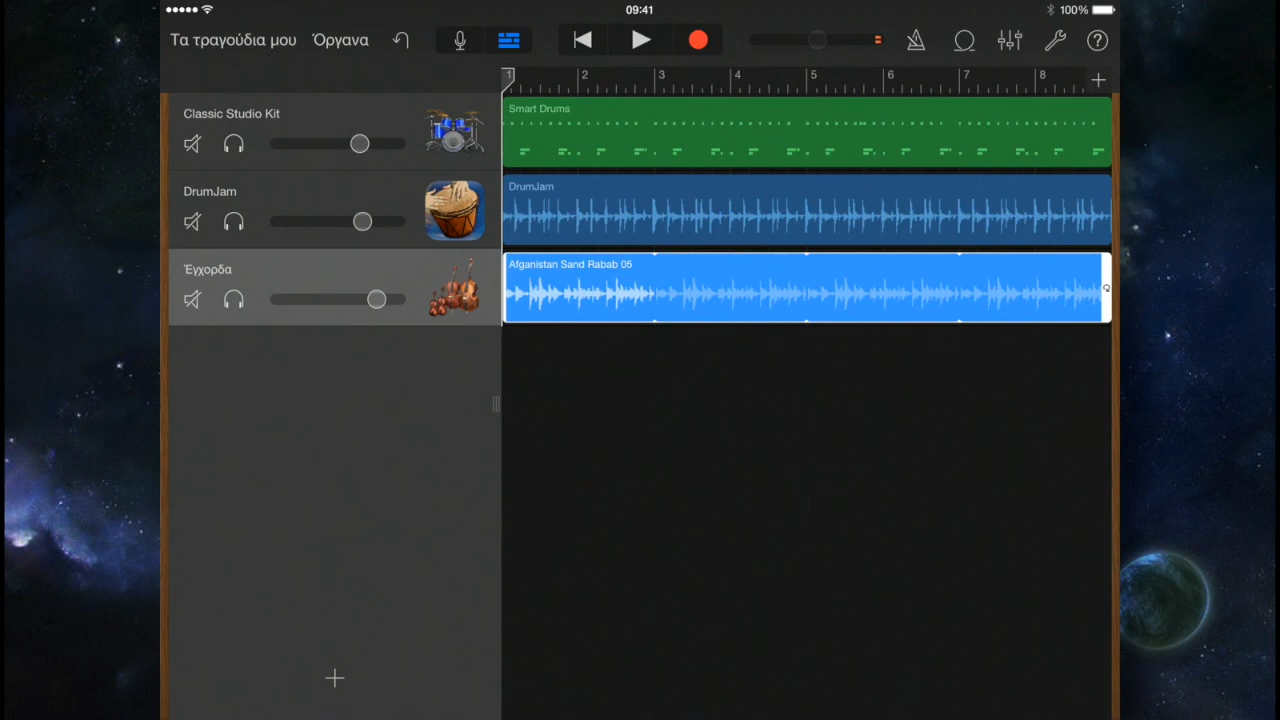 09:41
100%
Τα τραγούδια μου Όργανα
1 2 3 4 5 6 7 8
Classic Studio Kit
Smart Drums
DrumJam
DrumJam
Έγχορδα
Afganistan Sand Rabab 05